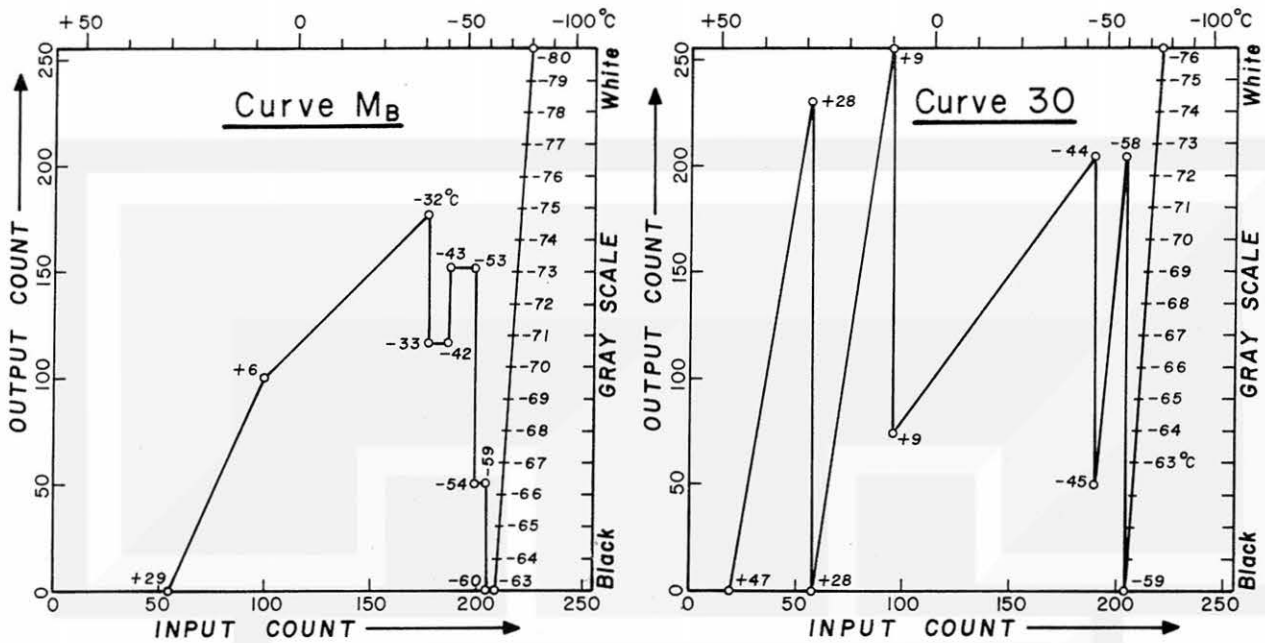 +50 0 -50 -100°C
250 200 150 100 50 0
OUTPUT COUNT
Curve MB
+29
+6
-32°C
-33
-42
-43
-53
-54
-59
-60
-63
-80
-79
-78
-77
-76
-75
-74
-73
-72
-71
-70
-69
-68
-67
-66
-65
-64
White
GRAY SCALE
Black
0 50 100 150 200 250
INPUT COUNT
+50 0 -50 -100°C
250 200 150 100 50 0
OUTPUT COUNT
Curve 30
+47
+28
+28
+9
+9
-44
-45
-58
-59
-76
-75
-74
-73
-72
-71
-70
-69
-68
-67
-66
-65
-64
-63°C
White
GRAY SCALE
Black
0 50 100 150 200 250
INPUT COUNT